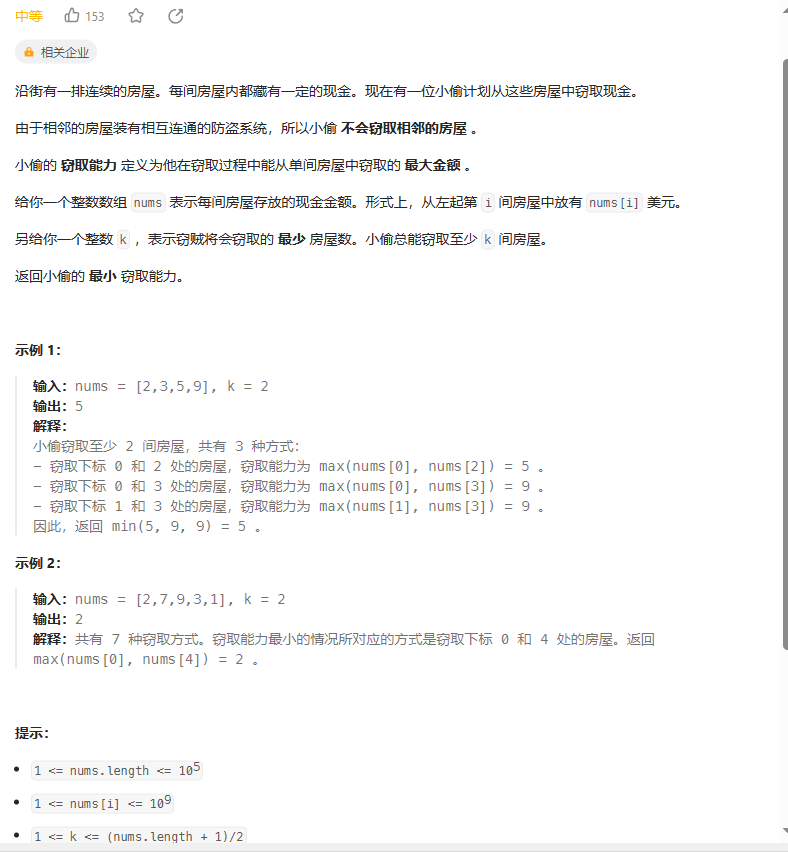 中等 153
相关企业
沿街有一排连续的房屋。每间房屋内都藏有一定的现金。现在有一位小偷计划从这些房屋中窃取现金。
由于相邻的房屋装有相互连通的防盗系统，所以小偷 不会窃取相邻的房屋 。
小偷的 窃取能力 定义为他在窃取过程中能从单间房屋中窃取的 最大金额 。
给你一个整数数组 nums 表示每间房屋存放的现金金额。形式上，从左起第 i 间房屋中放有 nums[i] 美元。
另给你一个整数 k ，表示窃贼将会窃取的 最少 房屋数。小偷总能窃取至少 k 间房屋。
返回小偷的 最小 窃取能力。
示例 1：
输入：nums = [2,3,5,9], k = 2
输出：5
解释：
小偷窃取至少 2 间房屋，共有 3 种方式：
- 窃取下标 0 和 2 处的房屋，窃取能力为 max(nums[0], nums[2]) = 5 。
- 窃取下标 0 和 3 处的房屋，窃取能力为 max(nums[0], nums[3]) = 9 。
- 窃取下标 1 和 3 处的房屋，窃取能力为 max(nums[1], nums[3]) = 9 。
因此，返回 min(5, 9, 9) = 5 。
示例 2：
输入：nums = [2,7,9,3,1], k = 2
输出：2
解释：共有 7 种窃取方式。窃取能力最小的情况所对应的方式是窃取下标 0 和 4 处的房屋。返回
max(nums[0], nums[4]) = 2 。
提示：
• 1 <= nums.length <= 10⁵
• 1 <= nums[i] <= 10⁹
• 1 <= k <= (nums.length + 1)/2